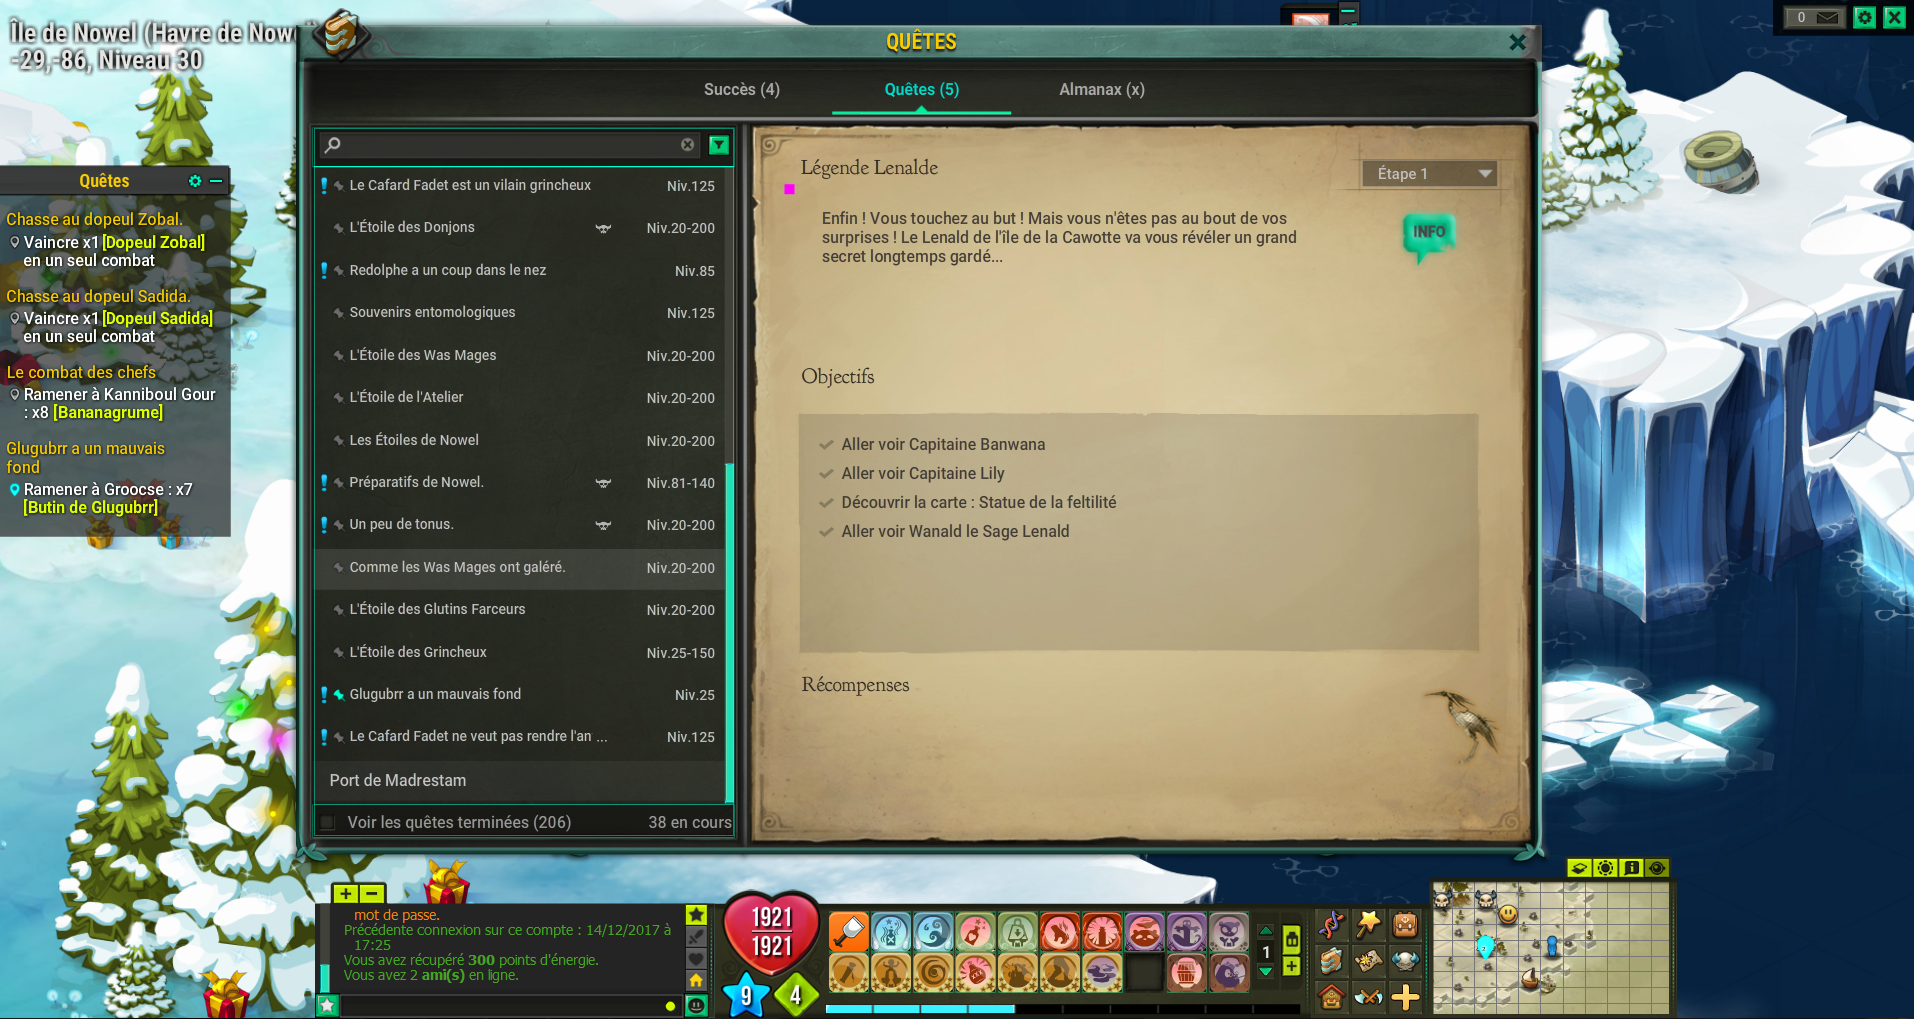 Île de Nowel (Havre de Now
-29,-86, Niveau 30
QUÊTES
0
Succès (4)
Quêtes (5)
Almanax (x)
Quêtes
Chasse au dopeul Zobal.
Vaincre x1 [Dopeul Zobal]
en un seul combat
Chasse au dopeul Sadida.
Vaincre x1 [Dopeul Sadida]
en un seul combat
Le combat des chefs
Ramener à Kanniboul Gour
: x8 [Bananagrume]
Glugubrr a un mauvais
fond
Ramener à Groocse : x7
[Butin de Glugubrr]
Le Cafard Fadet est un vilain grincheux Niv.125
L'Étoile des Donjons Niv.20-200
Redolphe a un coup dans le nez Niv.85
Souvenirs entomologiques Niv.125
L'Étoile des Was Mages Niv.20-200
L'Étoile de l'Atelier Niv.20-200
Les Étoiles de Nowel Niv.20-200
Préparatifs de Nowel. Niv.81-140
Un peu de tonus. Niv.20-200
Comme les Was Mages ont galéré. Niv.20-200
L'Étoile des Glutins Farceurs Niv.20-200
L'Étoile des Grincheux Niv.25-150
Glugubrr a un mauvais fond Niv.25
Le Cafard Fadet ne veut pas rendre l'an ... Niv.125
Port de Madrestam
Voir les quêtes terminées (206) 38 en cours
Légende Lenalde
Étape 1
Enfin ! Vous touchez au but ! Mais vous n'êtes pas au bout de vos
surprises ! Le Lenald de l'île de la Cawotte va vous révéler un grand
secret longtemps gardé...
INFO
Objectifs
Aller voir Capitaine Banwana
Aller voir Capitaine Lily
Découvrir la carte : Statue de la feltilité
Aller voir Wanald le Sage Lenald
Récompenses
mot de passe.
Précédente connexion sur ce compte : 14/12/2017 à
17:25
Vous avez récupéré 300 points d'énergie.
Vous avez 2 ami(s) en ligne.
1921
1921
9
4
1